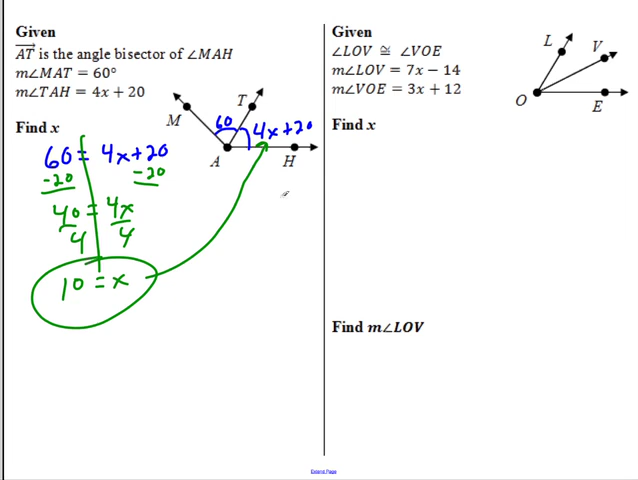 Given
AT is the angle bisector of ∠MAH
m∠MAT = 60°
m∠TAH = 4x + 20
Find x
M
T
A
H
60
4x+20
60 = 4x+20
-20 -20
40 = 4x
4 4
10 = x
Given
∠LOV ≅ ∠VOE
m∠LOV = 7x − 14
m∠VOE = 3x + 12
Find x
L
V
O
E
Find m∠LOV
Extend Page